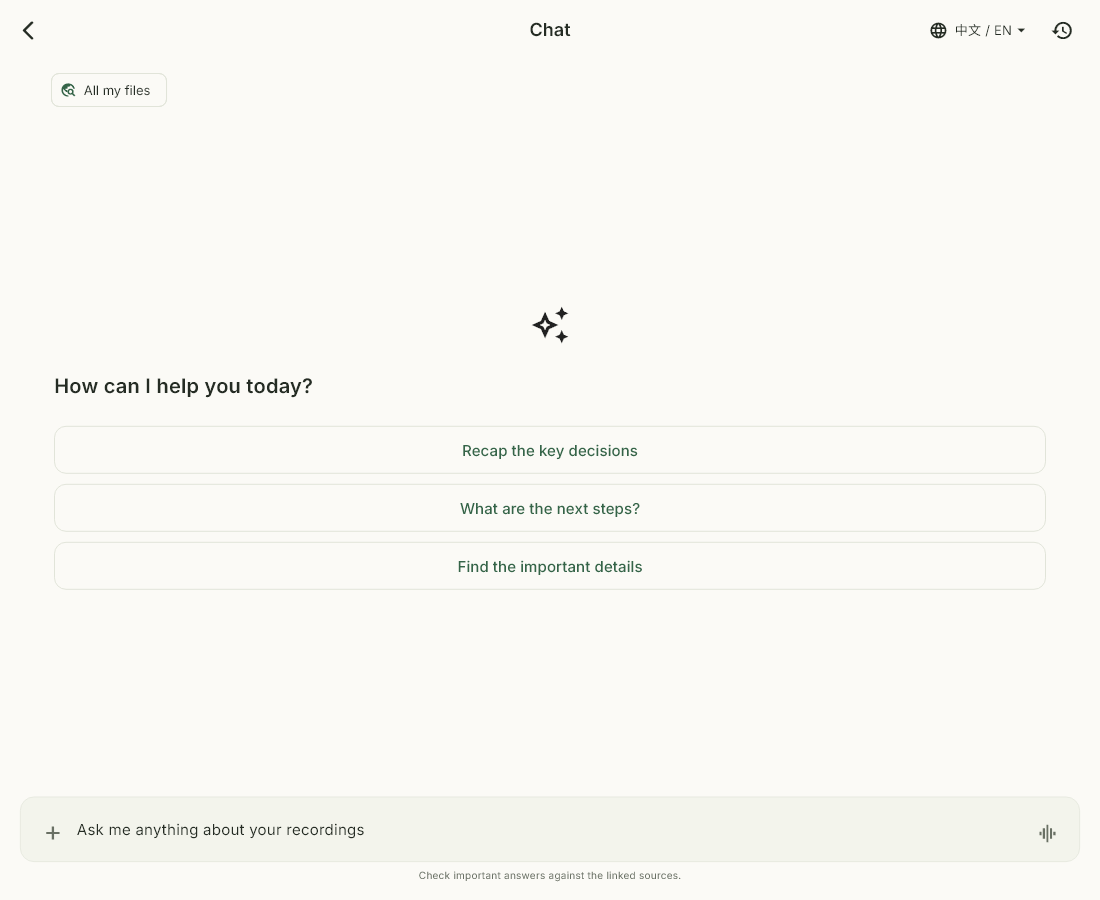 Chat
中文 / EN
All my files
How can I help you today?
Recap the key decisions
What are the next steps?
Find the important details
Ask me anything about your recordings
Check important answers against the linked sources.